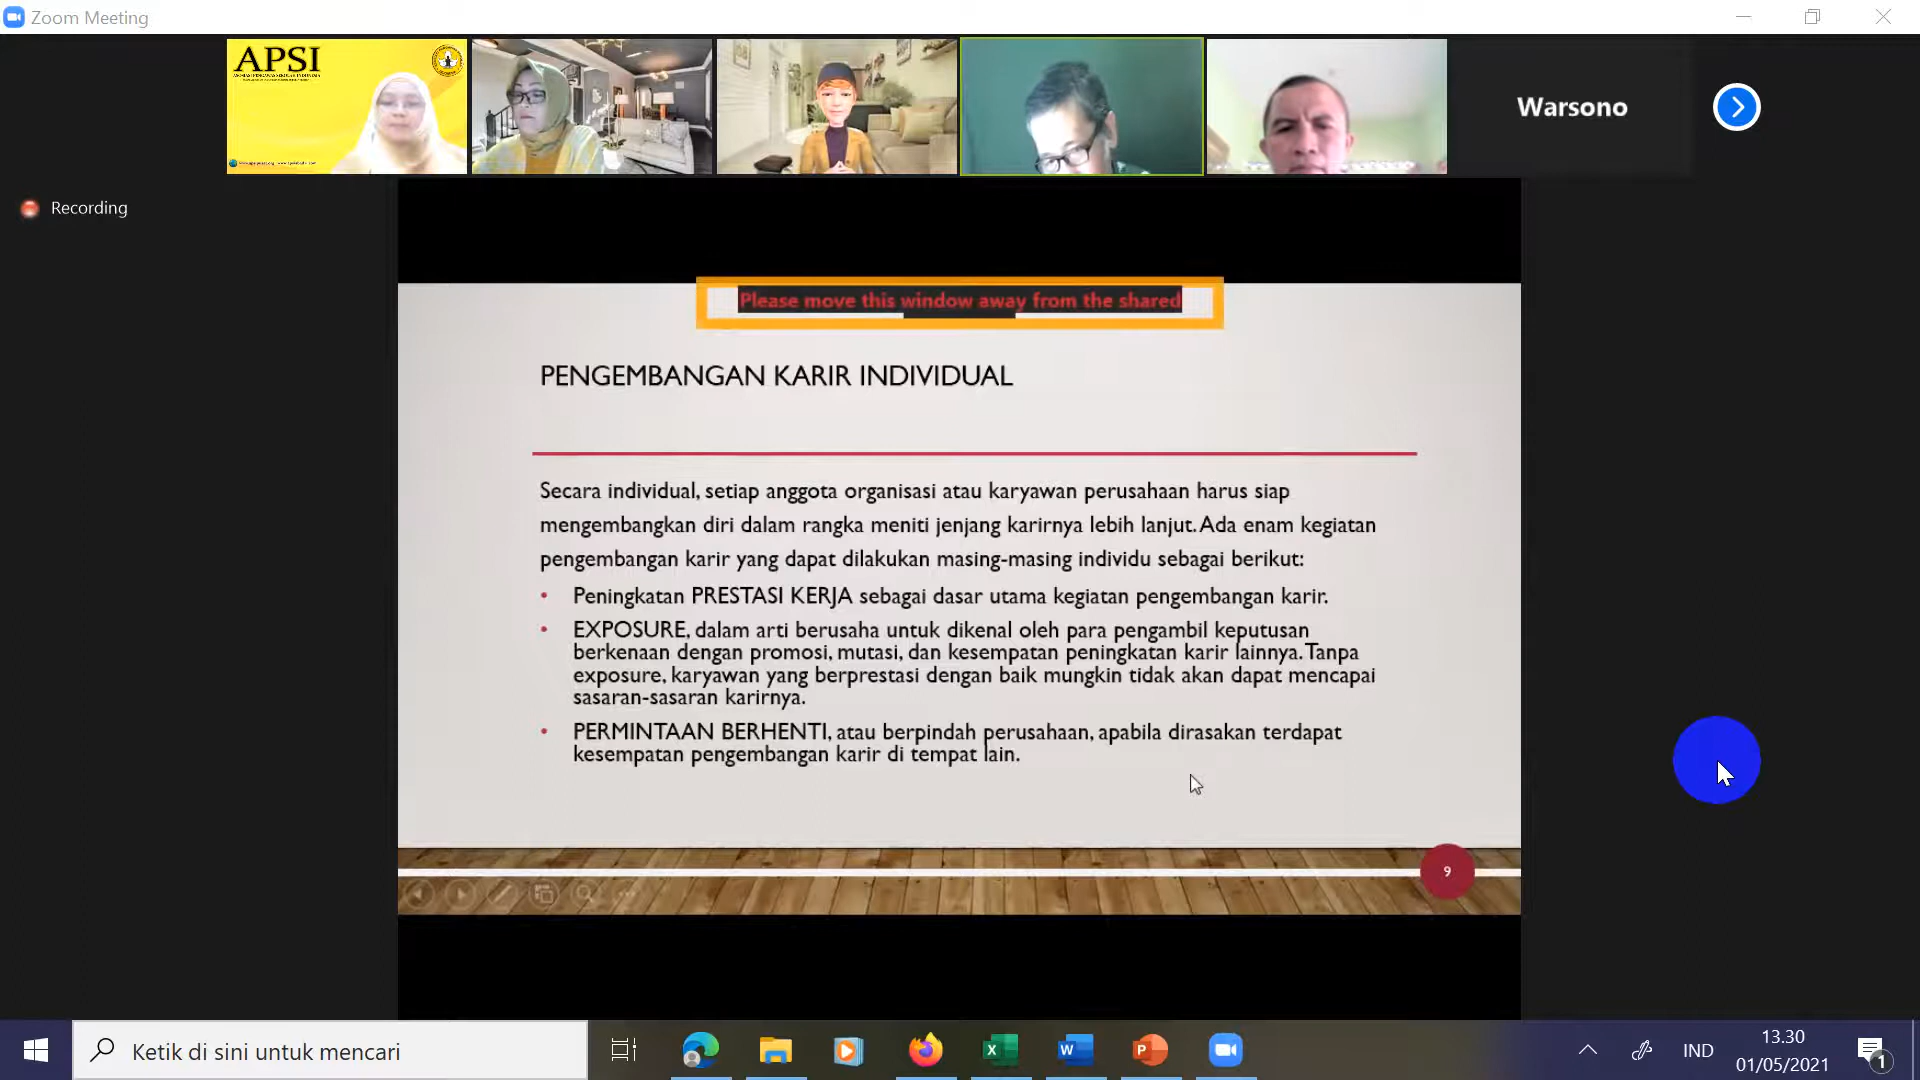 Zoom Meeting
APSI
ASOSIASI PENGAWAS SEKOLAH INDONESIA
Warsono
Recording
Please move this window away from the shared
PENGEMBANGAN KARIR INDIVIDUAL
Secara individual, setiap anggota organisasi atau karyawan perusahaan harus siap
mengembangkan diri dalam rangka meniti jenjang karirnya lebih lanjut. Ada enam kegiatan
pengembangan karir yang dapat dilakukan masing-masing individu sebagai berikut:
• Peningkatan PRESTASI KERJA sebagai dasar utama kegiatan pengembangan karir.
• EXPOSURE, dalam arti berusaha untuk dikenal oleh para pengambil keputusan
berkenaan dengan promosi, mutasi, dan kesempatan peningkatan karir lainnya. Tanpa
exposure, karyawan yang berprestasi dengan baik mungkin tidak akan dapat mencapai
sasaran-sasaran karirnya.
• PERMINTAAN BERHENTI, atau berpindah perusahaan, apabila dirasakan terdapat
kesempatan pengembangan karir di tempat lain.
9
Ketik di sini untuk mencari
IND
13.30
01/05/2021
1